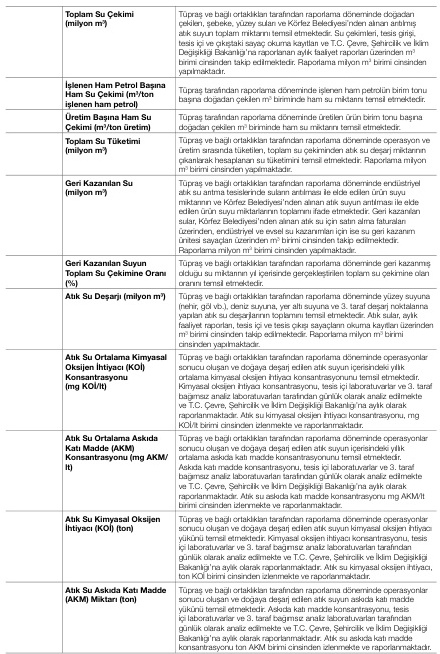 Toplam Su Çekimi
(milyon m³)
Tüpraş ve bağlı ortaklıkları tarafından raporlama döneminde doğadan
çekilen, şebeke, yüzey suları ve Körfez Belediyesi'nden alınan arıtılmış
atık suyun toplam miktarını temsil etmektedir. Su çekimleri, tesis girişi,
tesis içi ve çıkıştaki sayaç okuma kayıtları ve T.C. Çevre, Şehircilik ve İklim
Değişikliği Bakanlığı'na raporlanan aylık faaliyet raporları üzerinden m³
birimi cinsinden takip edilmektedir. Raporlama milyon m³ birimi cinsinden
yapılmaktadır.
İşlenen Ham Petrol Başına
Ham Su Çekimi (m³/ton
işlenen ham petrol)
Tüpraş tarafından raporlama döneminde işlenen ham petrolün birim tonu
başına doğadan çekilen m³ biriminde ham su miktarını temsil etmektedir.
Üretim Başına Ham Su
Çekimi (m³/ton üretim)
Tüpraş tarafından raporlama döneminde üretilen ürün birim tonu başına
doğadan çekilen m³ biriminde ham su miktarını temsil etmektedir.
Toplam Su Tüketimi
(milyon m³)
Tüpraş ve bağlı ortaklıkları tarafından raporlama döneminde operasyon ve
üretim sırasında tüketilen, toplam su çekiminden atık su deşarj miktarının
çıkarılarak hesaplanan su tüketimini temsil etmektedir. Raporlama milyon
m³ birimi cinsinden yapılmaktadır.
Geri Kazanılan Su
(milyon m³)
Tüpraş ve bağlı ortaklıkları tarafından raporlama döneminde endüstriyel
atık su arıtma tesislerinde suların arıtılması ile elde edilen ürün suyu
miktarının ve Körfez Belediyesi'nden alınan atık suyun arıtılması ile elde
edilen ürün suyu miktarlarının toplamını ifade etmektedir. Geri kazanılan
sular, Körfez Belediyesi'nden alınan atık su için satın alma faturaları
üzerinden, endüstriyel ve evsel su kazanımları için ise su geri kazanım
ünitesi sayaçları üzerinden m³ birimi cinsinden takip edilmektedir.
Raporlama milyon m³ birimi cinsinden yapılmaktadır.
Geri Kazanılan Suyun
Toplam Su Çekimine Oranı
(%)
Tüpraş ve bağlı ortaklıkları tarafından raporlama döneminde geri kazanmış
olduğu su miktarının yıl içerisinde gerçekleştirilen toplam su çekimine olan
oranını temsil etmektedir.
Atık Su Deşarjı (milyon m³)
Tüpraş ve bağlı ortaklıkları tarafından raporlama döneminde yüzey suyuna
(nehir, göl vb.), deniz suyuna, yer altı suyuna ve 3. taraf deşarj noktalarına
yapılan atık su deşarjlarının toplamını temsil etmektedir. Atık sular, aylık
faaliyet raporları, tesis içi ve tesis çıkışı sayaçların okuma kayıtları üzerinden
m³ birimi cinsinden takip edilmektedir. Raporlama milyon m³ birimi
cinsinden yapılmaktadır.
Atık Su Ortalama Kimyasal
Oksijen İhtiyacı (KOİ)
Konsantrasyonu
(mg KOİ/lt)
Tüpraş ve bağlı ortaklıkları tarafından raporlama döneminde operasyonlar
sonucu oluşan ve doğaya deşarj edilen atık suyun içerisindeki yıllık
ortalama kimyasal oksijen ihtiyacı konsantrasyonu temsil etmektedir.
Kimyasal oksijen ihtiyacı konsantrasyonu, tesis içi laboratuvarlar ve 3. taraf
bağımsız analiz laboratuvarları tarafından günlük olarak analiz edilmekte
ve T.C. Çevre, Şehircilik ve İklim Değişikliği Bakanlığı'na aylık olarak
raporlanmaktadır. Atık su kimyasal oksijen ihtiyacı konsantrasyonu, mg
KOİ/lt birimi cinsinden izlenmekte ve raporlanmaktadır.
Atık Su Ortalama Askıda
Katı Madde (AKM)
Konsantrasyonu (mg AKM/
lt)
Tüpraş ve bağlı ortaklıkları tarafından raporlama döneminde operasyonlar
sonucu oluşan ve doğaya deşarj edilen atık suyun içerisindeki yıllık
ortalama askıda katı madde konsantrasyonunu temsil etmektedir.
Askıda katı madde konsantrasyonu, tesis içi laboratuvarlar ve 3. taraf
bağımsız analiz laboratuvarları tarafından günlük olarak analiz edilmekte
ve T.C. Çevre, Şehircilik ve İklim Değişikliği Bakanlığı'na aylık olarak
raporlanmaktadır. Atık su askıda katı madde konsantrasyonu mg AKM/lt
birimi cinsinden izlenmekte ve raporlanmaktadır.
Atık Su Kimyasal Oksijen
İhtiyacı (KOİ) (ton)
Tüpraş ve bağlı ortaklıkları tarafından raporlama döneminde operasyonlar
sonucu oluşan ve doğaya deşarj edilen atık suyun kimyasal oksijen ihtiyacı
yükünü temsil etmektedir. Kimyasal oksijen ihtiyacı konsantrasyonu, tesis
içi laboratuvarlar ve 3. taraf bağımsız analiz laboratuvarları tarafından
günlük olarak analiz edilmekte ve T.C. Çevre, Şehircilik ve İklim Değişikliği
Bakanlığı'na aylık olarak raporlanmaktadır. Atık su kimyasal oksijen ihtiyacı,
ton KOİ birimi cinsinden izlenmekte ve raporlanmaktadır.
Atık Su Askıda Katı Madde
(AKM) Miktarı (ton)
Tüpraş ve bağlı ortaklıkları tarafından raporlama döneminde operasyonlar
sonucu oluşan ve doğaya deşarj edilen atık suyun askıda katı madde
yükünü temsil etmektedir. Askıda katı madde konsantrasyonu, tesis
içi laboratuvarlar ve 3. taraf bağımsız analiz laboratuvarları tarafından
günlük olarak analiz edilmekte ve T.C. Çevre, Şehircilik ve İklim Değişikliği
Bakanlığı'na aylık olarak raporlanmaktadır. Atık su askıda katı madde
konsantrasyonu ton AKM birimi cinsinden izlenmekte ve raporlanmaktadır.